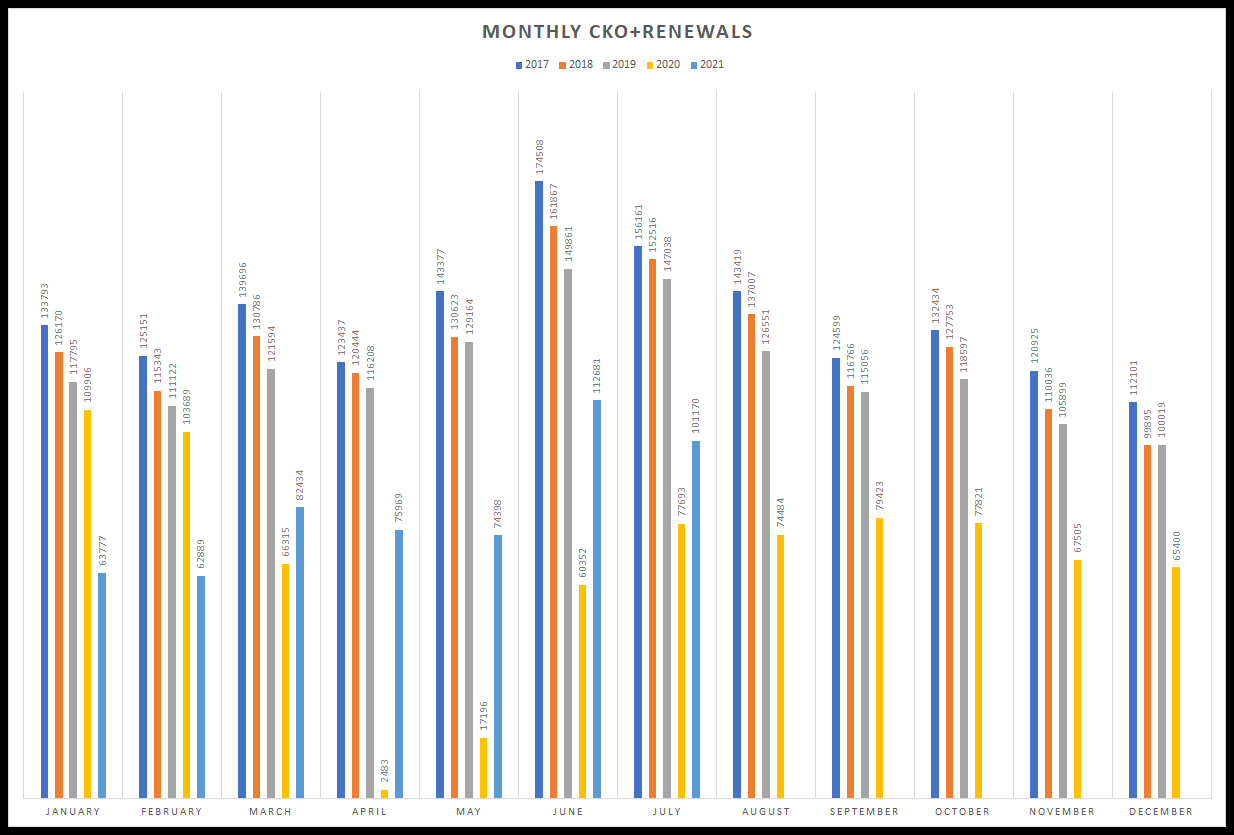 MONTHLY CKO+RENEWALS
2017 2018 2019 2020 2021
133793 126170 117795 109906 63777
125151 115343 111122 103689 62889
139696 130786 121594 66315 82434
123437 120444 116208 2483 75969
143377 130623 129164 17196 74398
174508 161867 149861 60352 112681
156161 152516 147038 77693 101170
143419 137007 126551 74484
124599 116766 115056 79423
132434 127753 118597 77821
120925 110036 105899 67505
112101 99895 100019 65400
JANUARY FEBRUARY MARCH APRIL MAY JUNE JULY AUGUST SEPTEMBER OCTOBER NOVEMBER DECEMBER